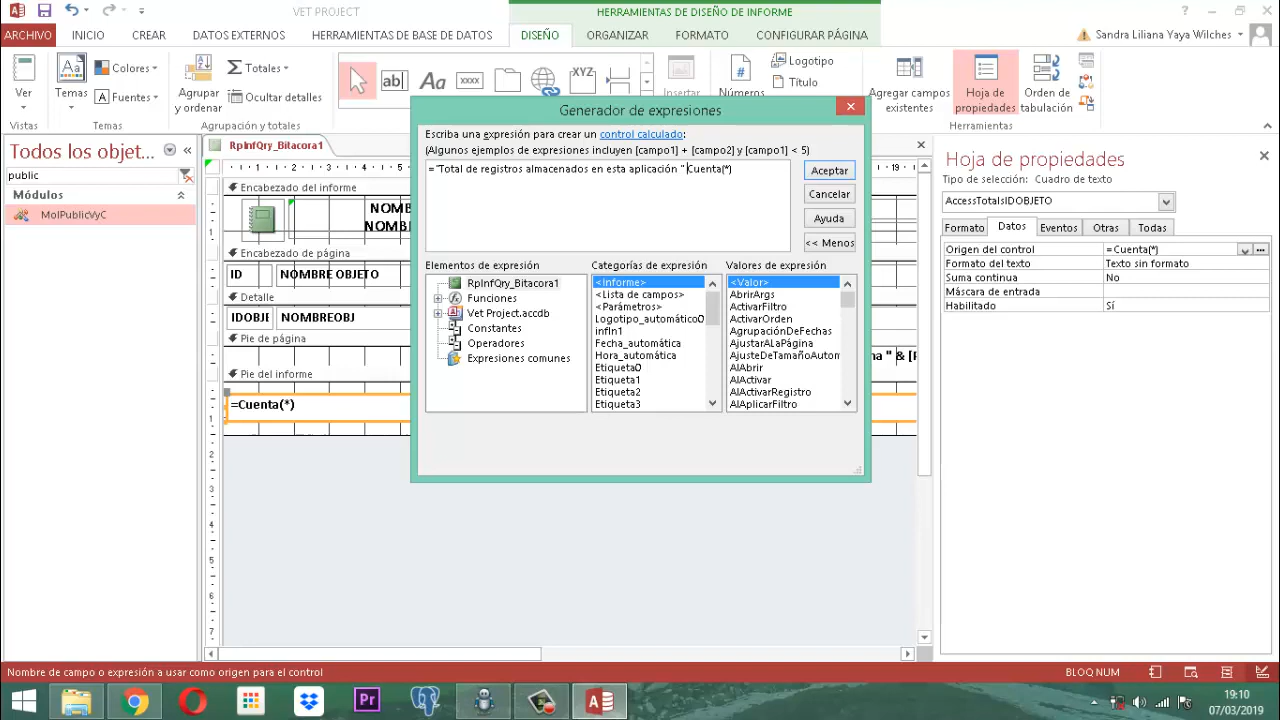 VET PROJECT
HERRAMIENTAS DE DISEÑO DE INFORME
ARCHIVO
INICIO
CREAR
DATOS EXTERNOS
HERRAMIENTAS DE BASE DE DATOS
DISEÑO
ORGANIZAR
FORMATO
CONFIGURAR PÁGINA
Sandra Liliana Yaya Wilches
Ver
Temas
Colores
Fuentes
Agrupar y ordenar
Totales
Ocultar detalles
ab|
Aa
xxxx
XYZ
Insertar
Números
Logotipo
Título
Agregar campos existentes
Hoja de propiedades
Orden de tabulación
Vistas
Temas
Agrupación y totales
Herramientas
Todos los objet...
public
Módulos
MolPublicVyC
RpInfQry_Bitacora1
Encabezado del informe
NOMB
NOMBRE
Encabezado de página
ID
NOMBRE OBJETO
Detalle
IDOBJE
NOMBREOBJ
Pie de página
na " & [P
Pie del informe
=Cuenta(*)
Generador de expresiones
Escriba una expresión para crear un control calculado:
(Algunos ejemplos de expresiones incluyen [campo1] + [campo2] y [campo1] < 5)
="Total de registros almacenados en esta aplicación "Cuenta(*)
Aceptar
Cancelar
Ayuda
<< Menos
Elementos de expresión
RpInfQry_Bitacora1
Funciones
Vet Project.accdb
Constantes
Operadores
Expresiones comunes
Categorías de expresión
<Informe>
<Lista de campos>
<Parámetros>
Logotipo_automático0
infIn1
Fecha_automática
Hora_automática
Etiqueta0
Etiqueta1
Etiqueta2
Etiqueta3
Valores de expresión
<Valor>
AbrirArgs
ActivarFiltro
ActivarOrden
AgrupaciónDeFechas
AjustarALaPágina
AjusteDeTamañoAutom
AlAbrir
AlActivar
AlActivarRegistro
AlAplicarFiltro
Hoja de propiedades
Tipo de selección: Cuadro de texto
AccessTotalsIDOBJETO
Formato
Datos
Eventos
Otras
Todas
Origen del control =Cuenta(*)
Formato del texto Texto sin formato
Suma continua No
Máscara de entrada
Habilitado Sí
Nombre de campo o expresión a usar como origen para el control
BLOQ NUM
Pr
19:10
07/03/2019